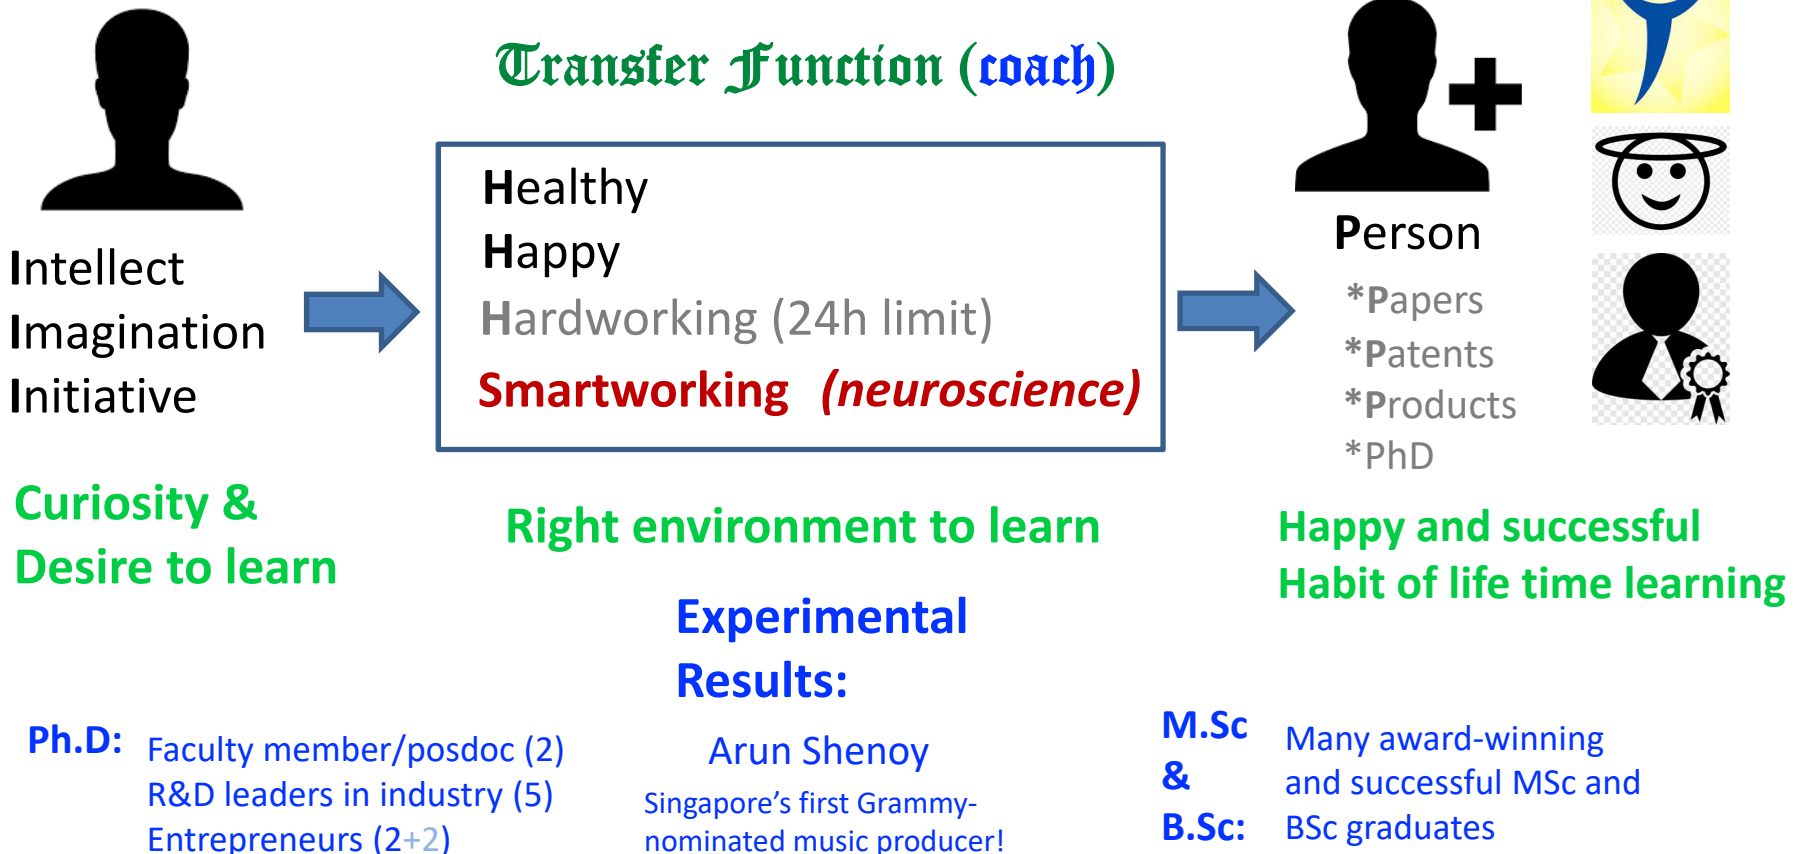 Transfer Function (coach)
Intellect
Imagination
Initiative
Healthy
Happy
Hardworking (24h limit)
Smartworking (neuroscience)
Person
*Papers
*Patents
*Products
*PhD
Curiosity &
Desire to learn
Right environment to learn
Happy and successful
Habit of life time learning
Experimental
Results:
Ph.D:
Faculty member/posdoc (2)
R&D leaders in industry (5)
Entrepreneurs (2+2)
Arun Shenoy
Singapore's first Grammy-
nominated music producer!
M.Sc
&
B.Sc:
Many award-winning
and successful MSc and
BSc graduates